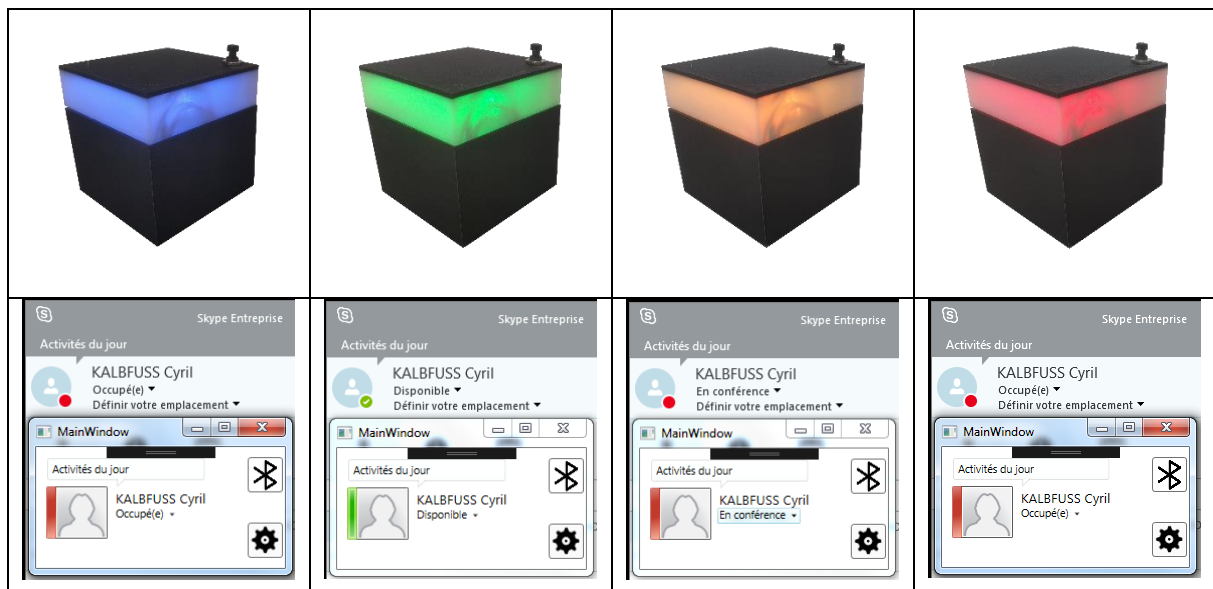 Skype Entreprise
Activités du jour
KALBFUSS Cyril
Occupé(e)
Définir votre emplacement
MainWindow
Activités du jour
KALBFUSS Cyril
Occupé(e)
Skype Entreprise
Activités du jour
KALBFUSS Cyril
Disponible
Définir votre emplacement
MainWindow
Activités du jour
KALBFUSS Cyril
Disponible
Skype Entreprise
Activités du jour
KALBFUSS Cyril
En conférence
Définir votre emplacement
MainWindow
Activités du jour
KALBFUSS Cyril
En conférence
Skype Entreprise
Activités du jour
KALBFUSS Cyril
Occupé(e)
Définir votre emplacement
MainWindow
Activités du jour
KALBFUSS Cyril
Occupé(e)